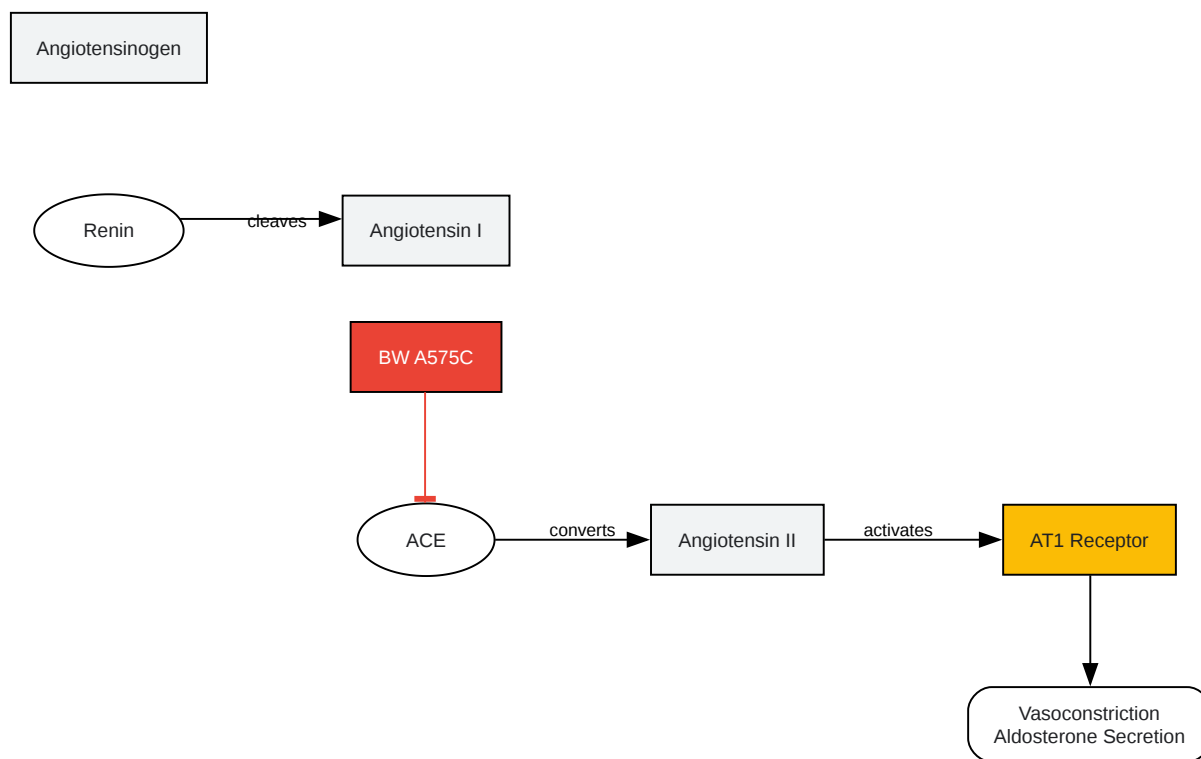 Angiotensinogen
Renin
cleaves
Angiotensin I
BW A575C
ACE
converts
Angiotensin II
activates
AT1 Receptor
Vasoconstriction
Aldosterone Secretion